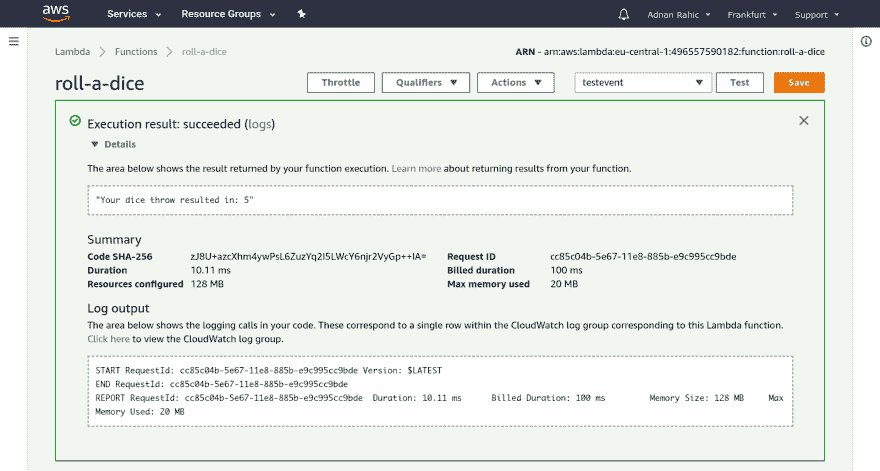 aws Services Resource Groups Adnan Rahic Frankfurt Support
Lambda Functions roll-a-dice ARN - arn:aws:lambda:eu-central-1:496557590182:function:roll-a-dice
roll-a-dice Throttle Qualifiers Actions testevent Test Save
Execution result: succeeded (logs)
Details
The area below shows the result returned by your function execution. Learn more about returning results from your function.
"Your dice throw resulted in: 5"
Summary
Code SHA-256 zJ8U+azcXhm4ywPsL6ZuzYq2I5LWcY6njr2VyGp++IA= Request ID cc85c04b-5e67-11e8-885b-e9c995cc9bde
Duration 10.11 ms Billed duration 100 ms
Resources configured 128 MB Max memory used 20 MB
Log output
The area below shows the logging calls in your code. These correspond to a single row within the CloudWatch log group corresponding to this Lambda function.
Click here to view the CloudWatch log group.
START RequestId: cc85c04b-5e67-11e8-885b-e9c995cc9bde Version: $LATEST
END RequestId: cc85c04b-5e67-11e8-885b-e9c995cc9bde
REPORT RequestId: cc85c04b-5e67-11e8-885b-e9c995cc9bde Duration: 10.11 ms Billed Duration: 100 ms Memory Size: 128 MB Max
Memory Used: 20 MB